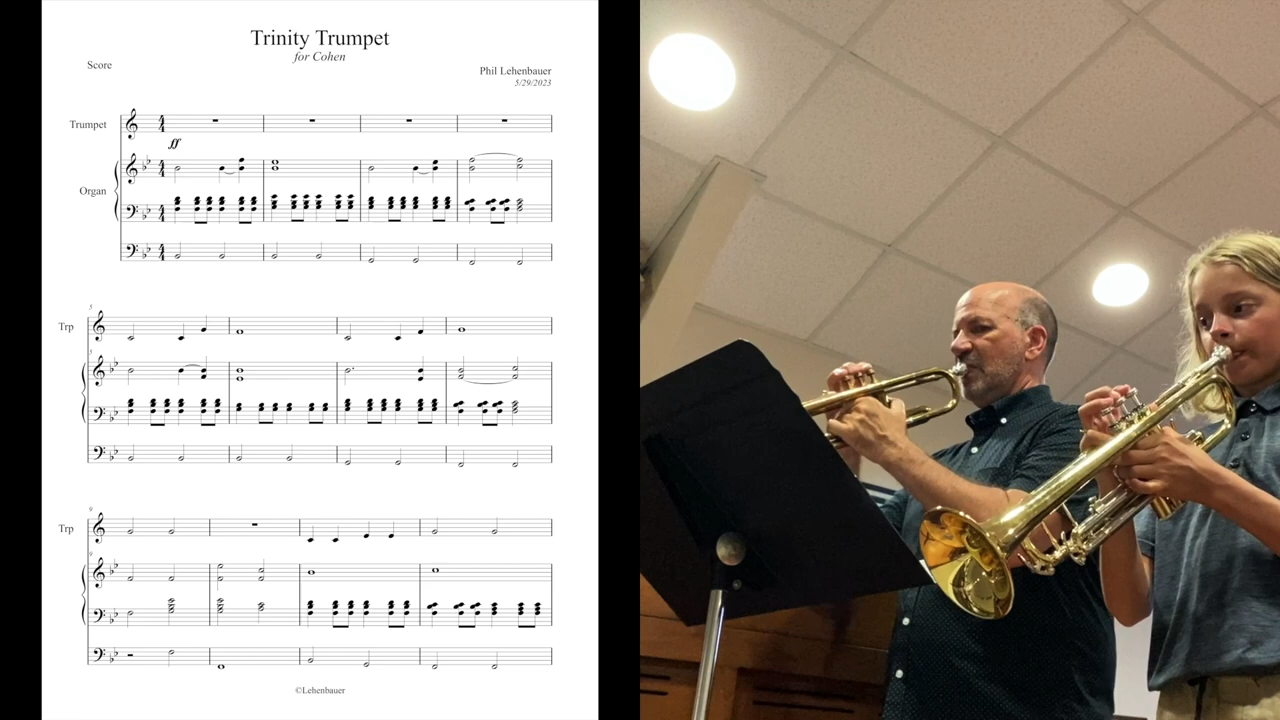 Trinity Trumpet
for Cohen
Score
Phil Lehenbauer
5/29/2023
Trumpet
ff
Organ
5
Trp
5
9
Trp
9
©Lehenbauer